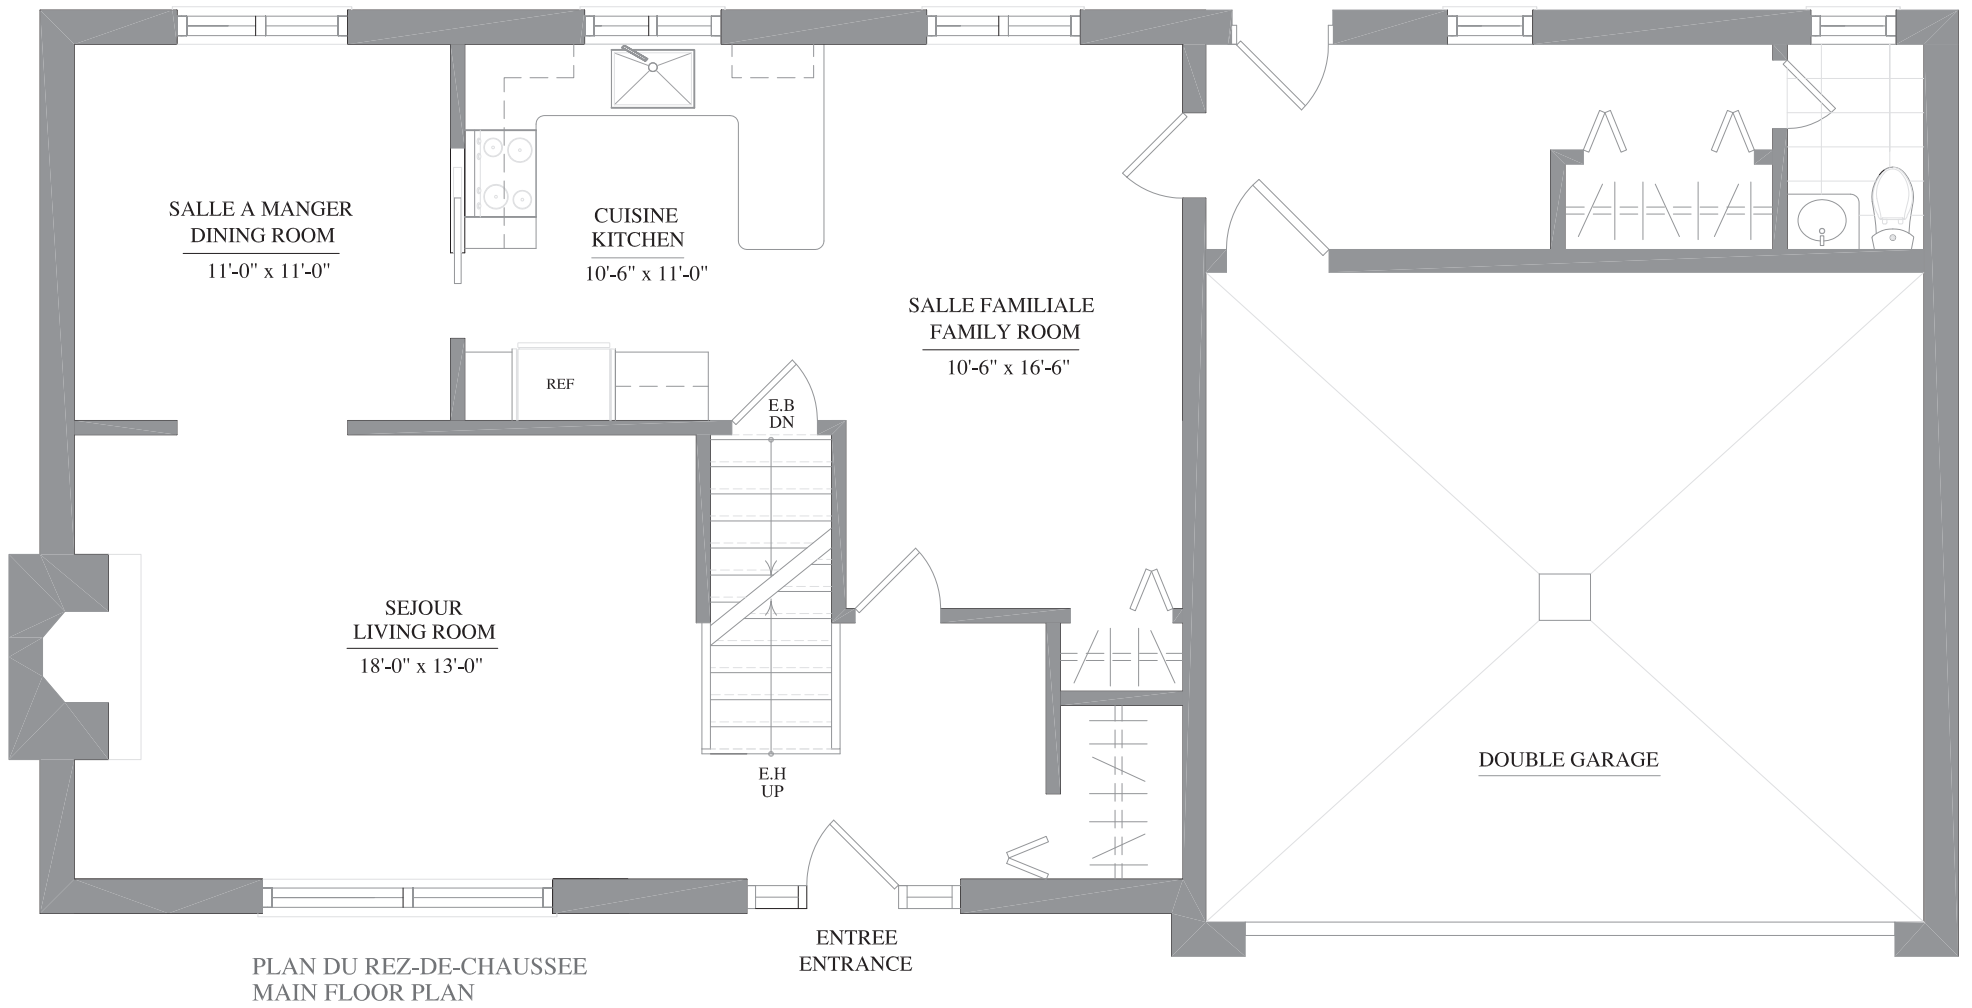 SALLE A MANGER
DINING ROOM
11'-0" x 11'-0"
CUISINE
KITCHEN
10'-6" x 11'-0"
SALLE FAMILIALE
FAMILY ROOM
10'-6" x 16'-6"
REF
E.B
DN
SEJOUR
LIVING ROOM
18'-0" x 13'-0"
E.H
UP
DOUBLE GARAGE
ENTREE
ENTRANCE
PLAN DU REZ-DE-CHAUSSEE
MAIN FLOOR PLAN